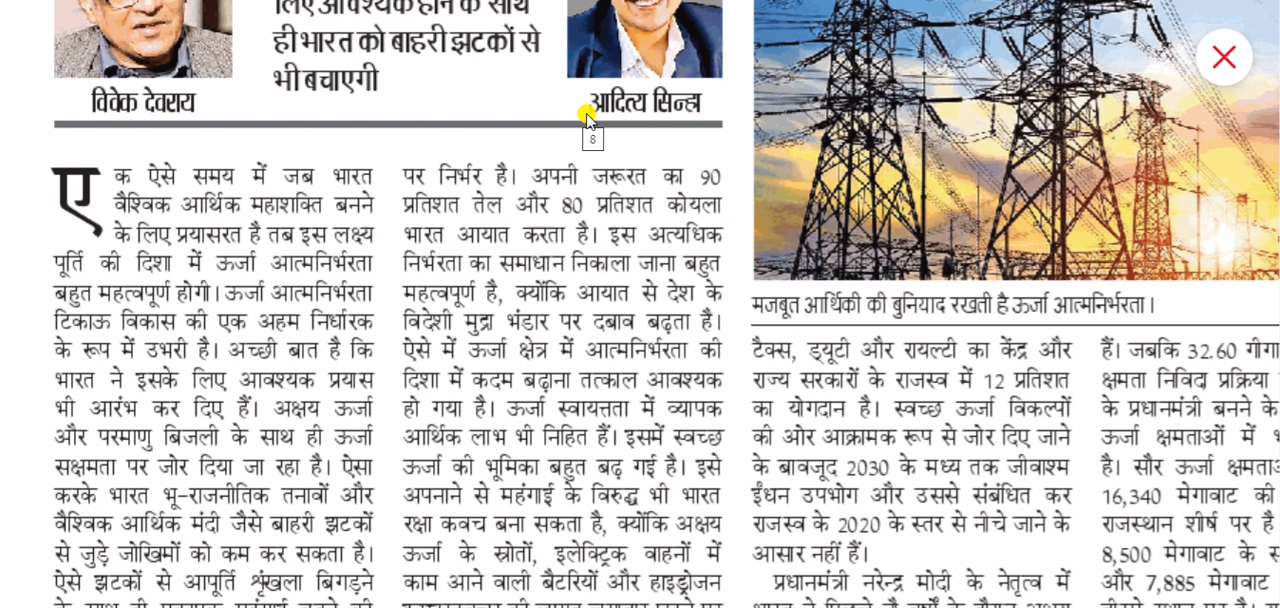 लिए आवश्यक होने के साथ
ही भारत को बाहरी झटकों से
भी बचाएगी
विवेक देवराय
आदित्य सिन्हा
8
एक ऐसे समय में जब भारत
वैश्विक आर्थिक महाशक्ति बनने
के लिए प्रयासरत है तब इस लक्ष्य
पूर्ति की दिशा में ऊर्जा आत्मनिर्भरता
बहुत महत्वपूर्ण होगी। ऊर्जा आत्मनिर्भरता
टिकाऊ विकास की एक अहम निर्धारक
के रूप में उभरी है। अच्छी बात है कि
भारत ने इसके लिए आवश्यक प्रयास
भी आरंभ कर दिए हैं। अक्षय ऊर्जा
और परमाणु बिजली के साथ ही ऊर्जा
सक्षमता पर जोर दिया जा रहा है। ऐसा
करके भारत भू-राजनीतिक तनावों और
वैश्विक आर्थिक मंदी जैसे बाहरी झटकों
से जुड़े जोखिमों को कम कर सकता है।
ऐसे झटकों से आपूर्ति शृंखला बिगड़ने
पर निर्भर है। अपनी जरूरत का 90
प्रतिशत तेल और 80 प्रतिशत कोयला
भारत आयात करता है। इस अत्यधिक
निर्भरता का समाधान निकाला जाना बहुत
महत्वपूर्ण है, क्योंकि आयात से देश के
विदेशी मुद्रा भंडार पर दबाव बढ़ता है।
ऐसे में ऊर्जा क्षेत्र में आत्मनिर्भरता की
दिशा में कदम बढ़ाना तत्काल आवश्यक
हो गया है। ऊर्जा स्वायत्तता में व्यापक
आर्थिक लाभ भी निहित हैं। इसमें स्वच्छ
ऊर्जा की भूमिका बहुत बढ़ गई है। इसे
अपनाने से महंगाई के विरुद्ध भी भारत
रक्षा कवच बना सकता है, क्योंकि अक्षय
ऊर्जा के स्रोतों, इलेक्ट्रिक वाहनों में
काम आने वाली बैटरियों और हाइड्रोजन
मजबूत आर्थिकी की बुनियाद रखती है ऊर्जा आत्मनिर्भरता।
टैक्स, ड्यूटी और रायल्टी का केंद्र और
राज्य सरकारों के राजस्व में 12 प्रतिशत
का योगदान है। स्वच्छ ऊर्जा विकल्पों
की ओर आक्रामक रूप से जोर दिए जाने
के बावजूद 2030 के मध्य तक जीवाश्म
ईंधन उपभोग और उससे संबंधित कर
राजस्व के 2020 के स्तर से नीचे जाने के
आसार नहीं हैं।
प्रधानमंत्री नरेन्द्र मोदी के नेतृत्व में
हैं। जबकि 32.60 गीगा
क्षमता निविदा प्रक्रिया
के प्रधानमंत्री बनने के
ऊर्जा क्षमताओं में
है। सौर ऊर्जा क्षमता
16,340 मेगावाट की
राजस्थान शीर्ष पर है
8,500 मेगावाट के
और 7,885 मेगावाट